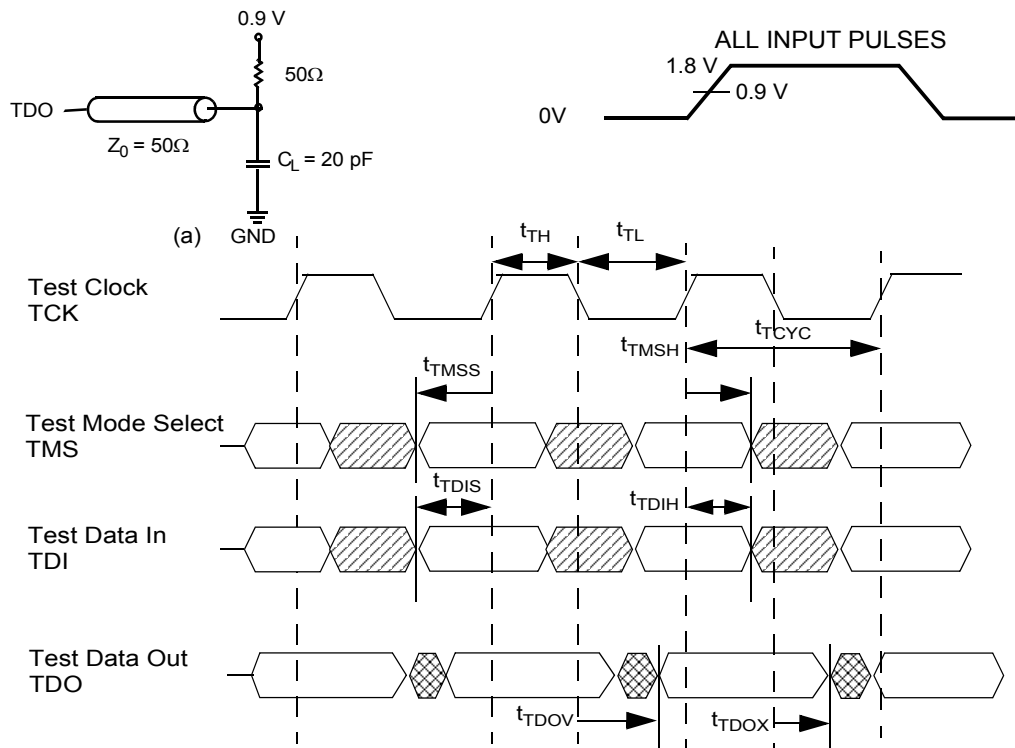 0.9 V
50Ω
TDO
Z0 = 50Ω
CL = 20 pF
(a)
GND
ALL INPUT PULSES
1.8 V
0.9 V
0V
tTH
tTL
Test Clock
TCK
tTMSH
tTCYC
tTMSS
Test Mode Select
TMS
tTDIS
tTDIH
Test Data In
TDI
Test Data Out
TDO
tTDOV
tTDOX